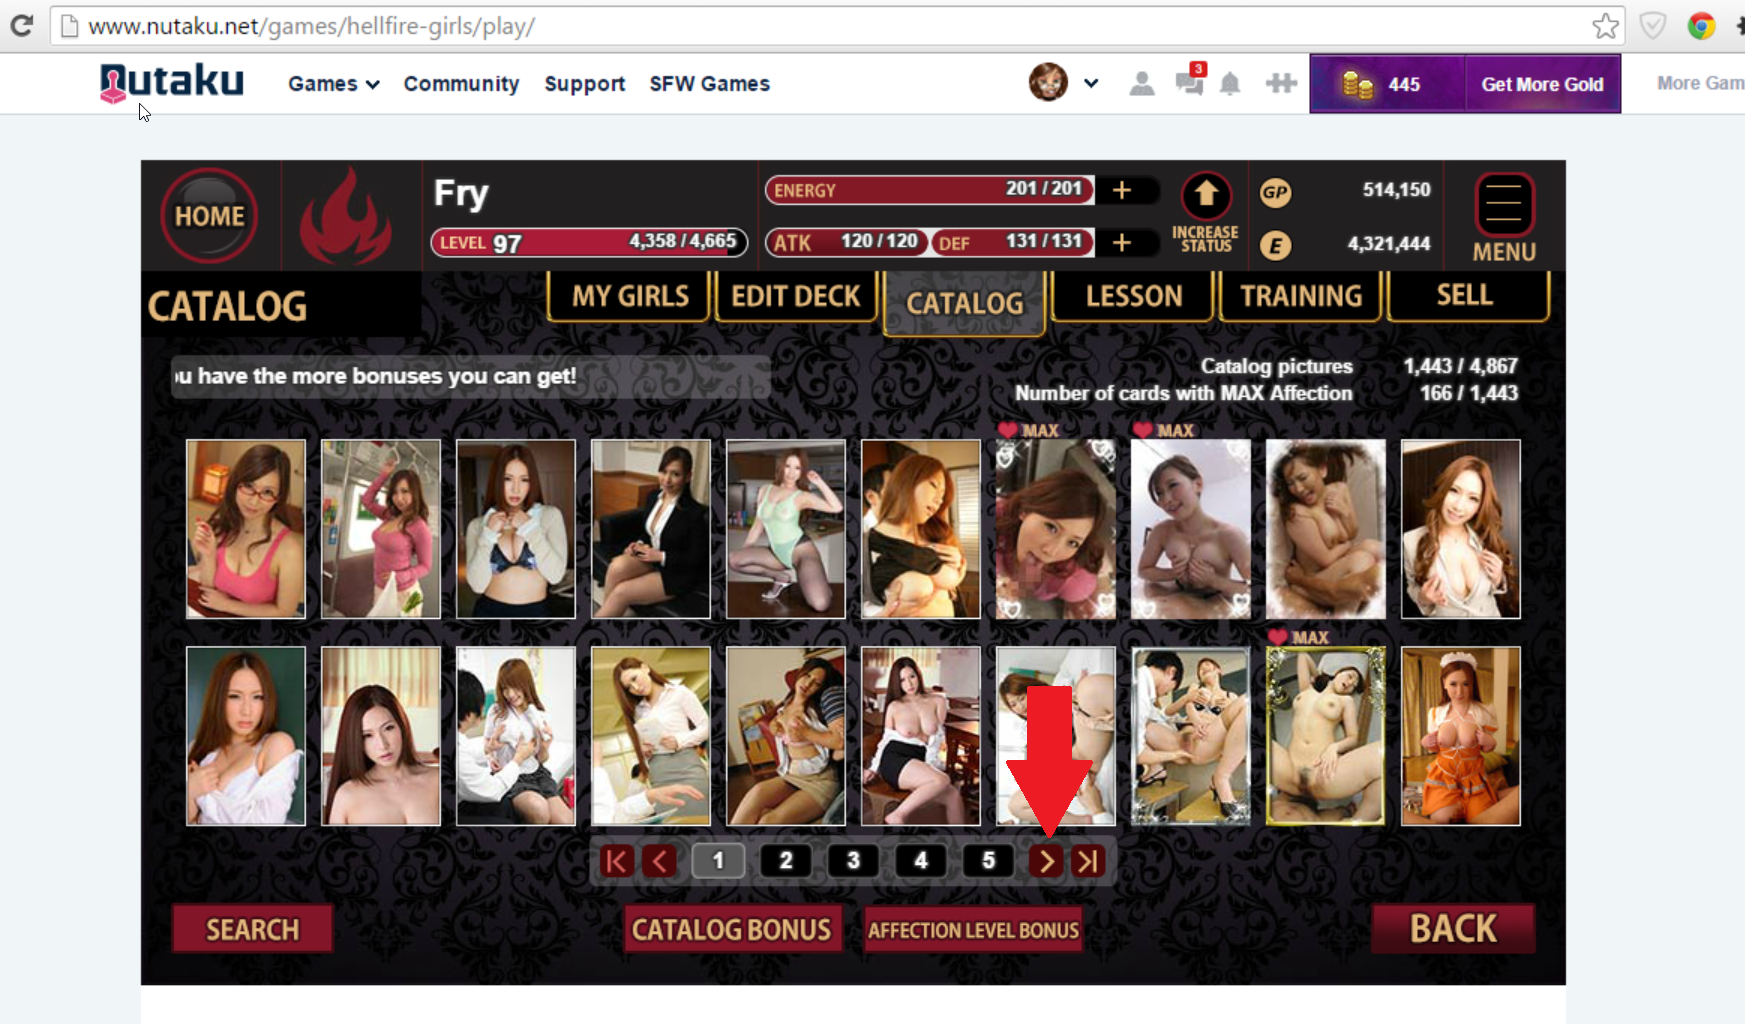 www.nutaku.net/games/hellfire-girls/play/
nutaku
Games
Community
Support
SFW Games
3
445
Get More Gold
More Gam
HOME
Fry
LEVEL 97
4,358 / 4,665
ENERGY
201 / 201
+
ATK
120 / 120
DEF
131 / 131
+
INCREASE
STATUS
GP
514,150
E
4,321,444
MENU
CATALOG
MY GIRLS
EDIT DECK
CATALOG
LESSON
TRAINING
SELL
ou have the more bonuses you can get!
Catalog pictures
1,443 / 4,867
Number of cards with MAX Affection
166 / 1,443
MAX
MAX
MAX
1
2
3
4
5
SEARCH
CATALOG BONUS
AFFECTION LEVEL BONUS
BACK